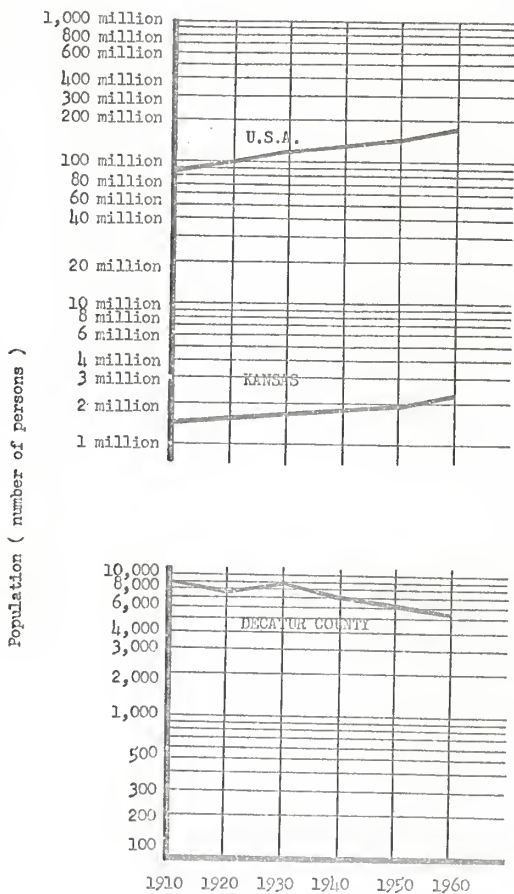 1,000 million
800 million
600 million
400 million
300 million
200 million
U.S.A.
100 million
80 million
60 million
40 million
20 million
10 million
8 million
6 million
4 million
3 million
KANSAS
2 million
1 million
Population ( number of persons )
10,000
8,000
6,000
DECATUR COUNTY
4,000
3,000
2,000
1,000
500
300
200
100
1910 1920 1930 1940 1950 1960